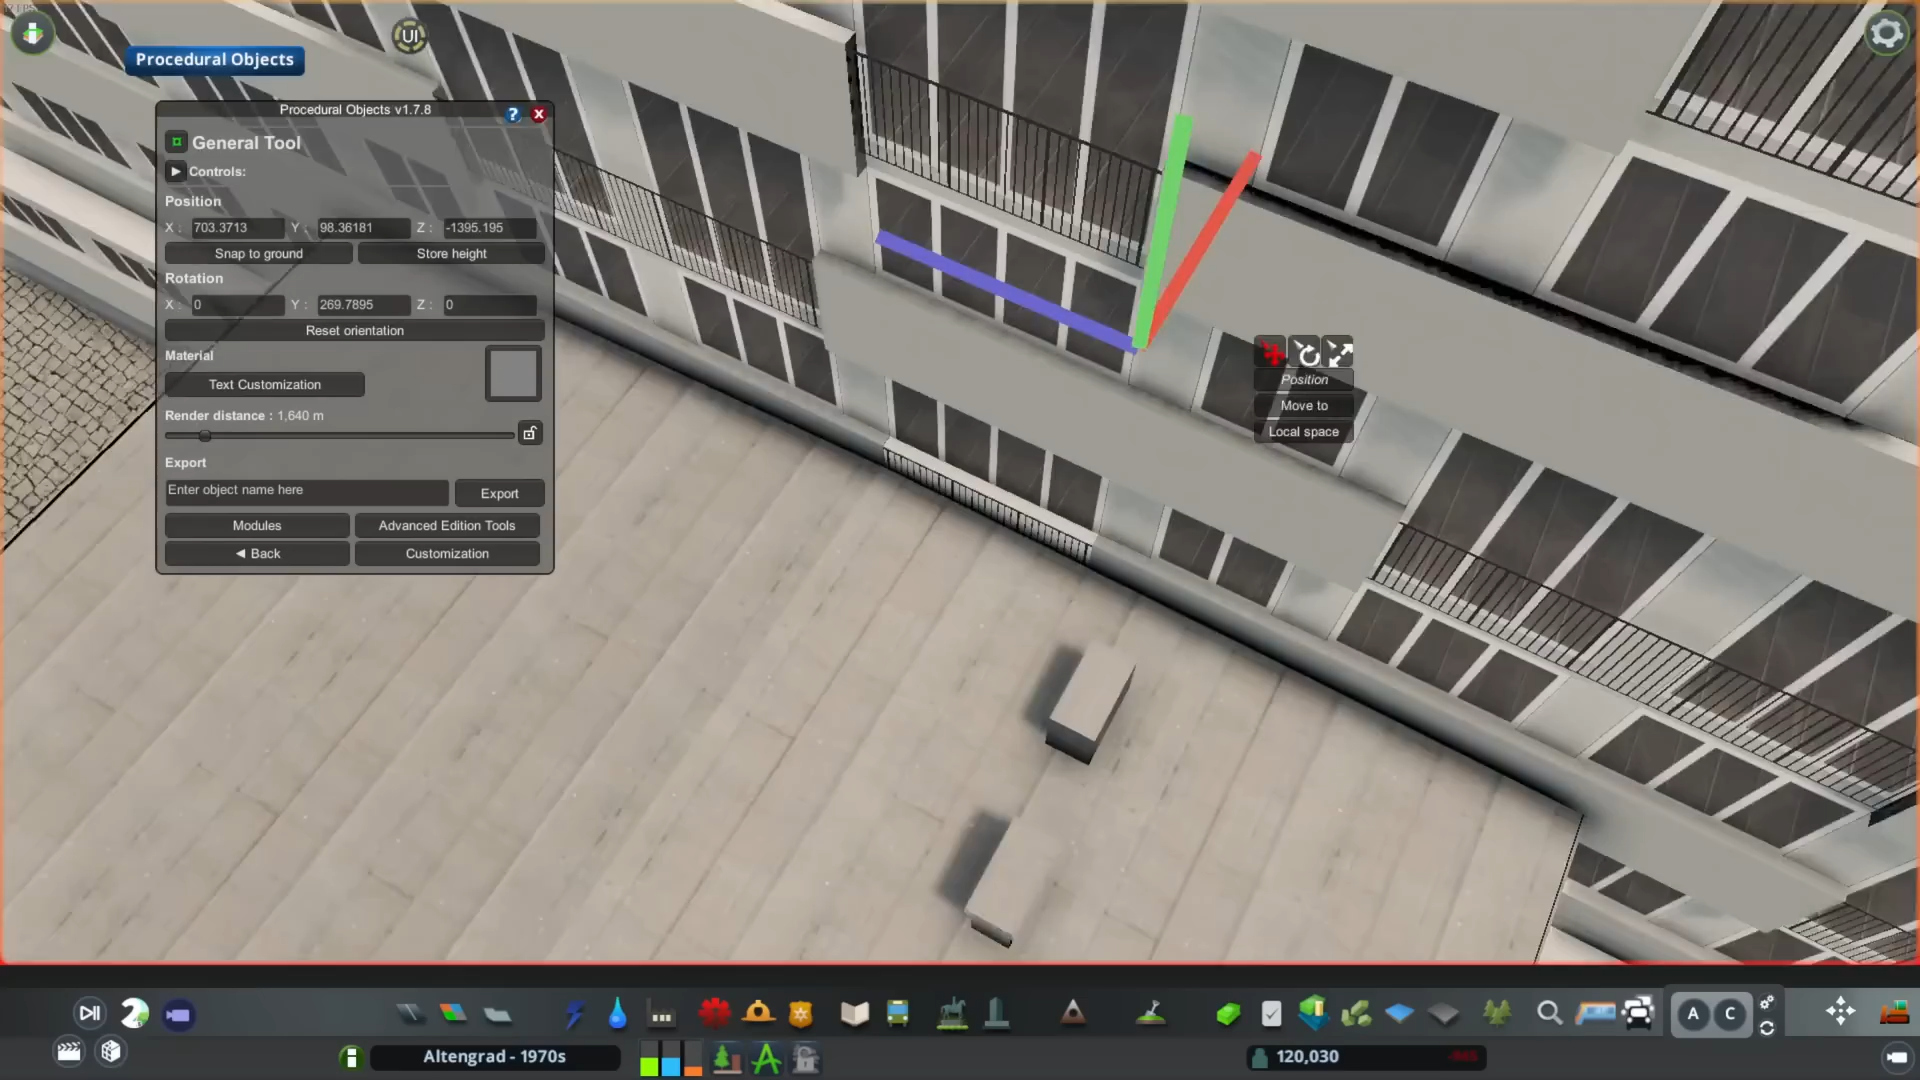 UI
Procedural Objects
Procedural Objects v1.7.8
?
x
General Tool
Controls:
Position
X : 703.3713 Y : 98.36181 Z : -1395.195
Snap to ground
Store height
Rotation
X : 0 Y : 269.7895 Z : 0
Reset orientation
Material
Text Customization
Render distance : 1,640 m
Export
Enter object name here
Export
Modules
Advanced Edition Tools
◄ Back
Customization
Position
Move to
Local space
A
C
Altengrad - 1970s
120,030